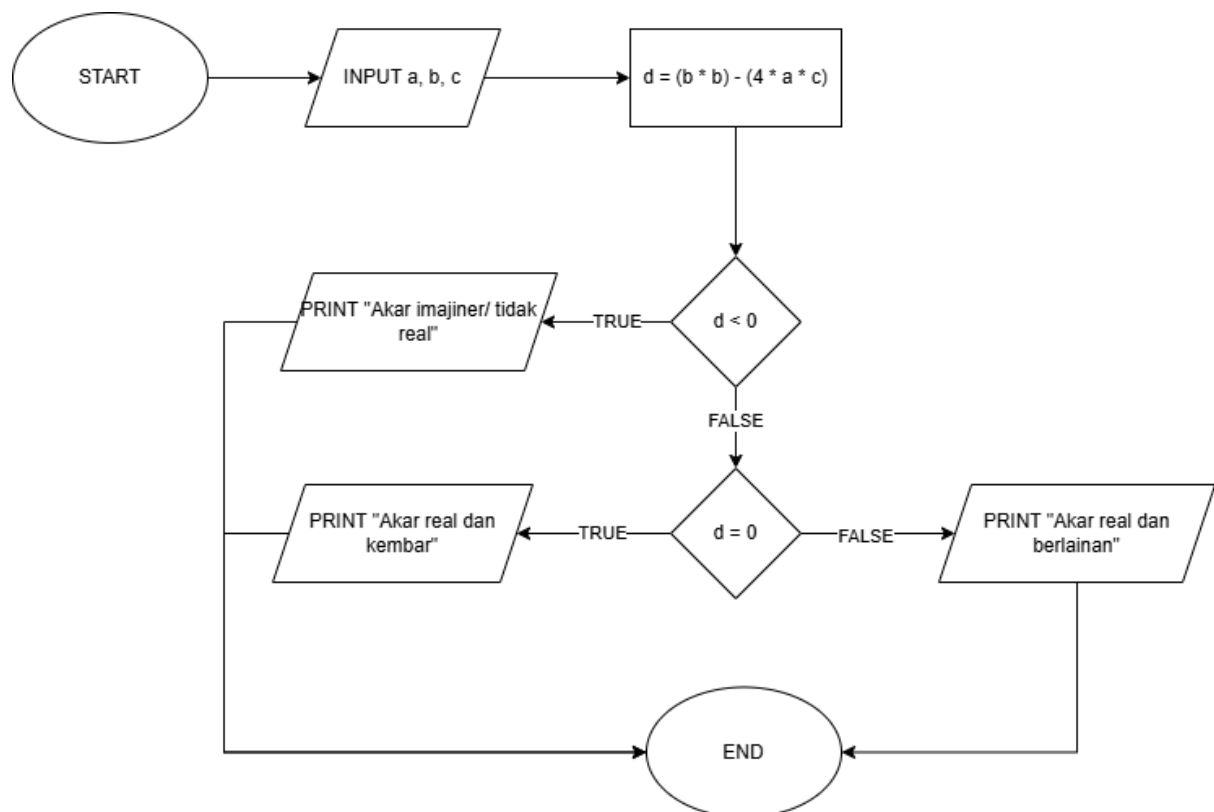 START
INPUT a, b, c
d = (b * b) - (4 * a * c)
d < 0
TRUE
PRINT "Akar imajiner/ tidak
real"
FALSE
d = 0
TRUE
PRINT "Akar real dan
kembar"
FALSE
PRINT "Akar real dan
berlainan"
END